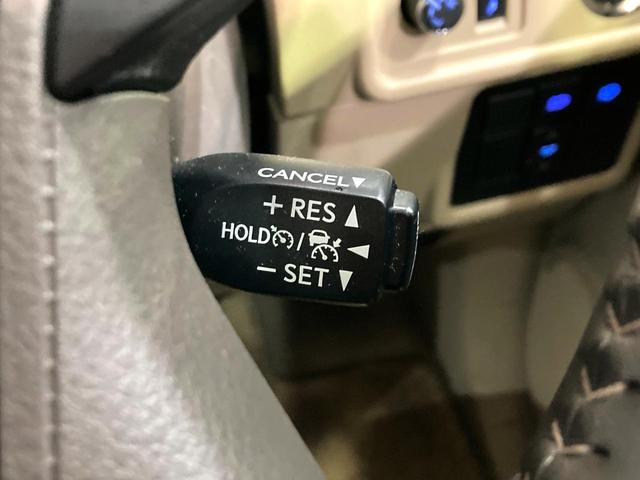 CANCEL▼
+ RES ▲
HOLD / ◀
− SET ▼